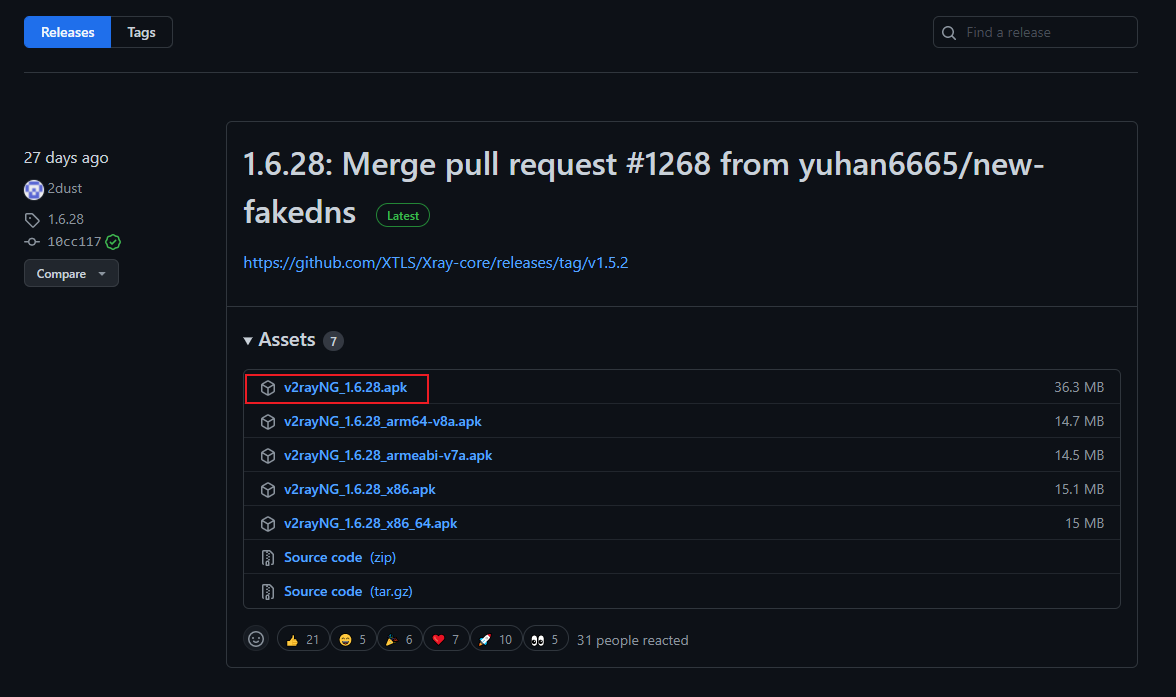 Releases
Tags
Find a release
27 days ago
2dust
1.6.28
10cc117
Compare
1.6.28: Merge pull request #1268 from yuhan6665/new-
fakedns Latest
https://github.com/XTLS/Xray-core/releases/tag/v1.5.2
Assets 7
v2rayNG_1.6.28.apk 36.3 MB
v2rayNG_1.6.28_arm64-v8a.apk 14.7 MB
v2rayNG_1.6.28_armeabi-v7a.apk 14.5 MB
v2rayNG_1.6.28_x86.apk 15.1 MB
v2rayNG_1.6.28_x86_64.apk 15 MB
Source code (zip)
Source code (tar.gz)
21 5 6 7 10 5 31 people reacted